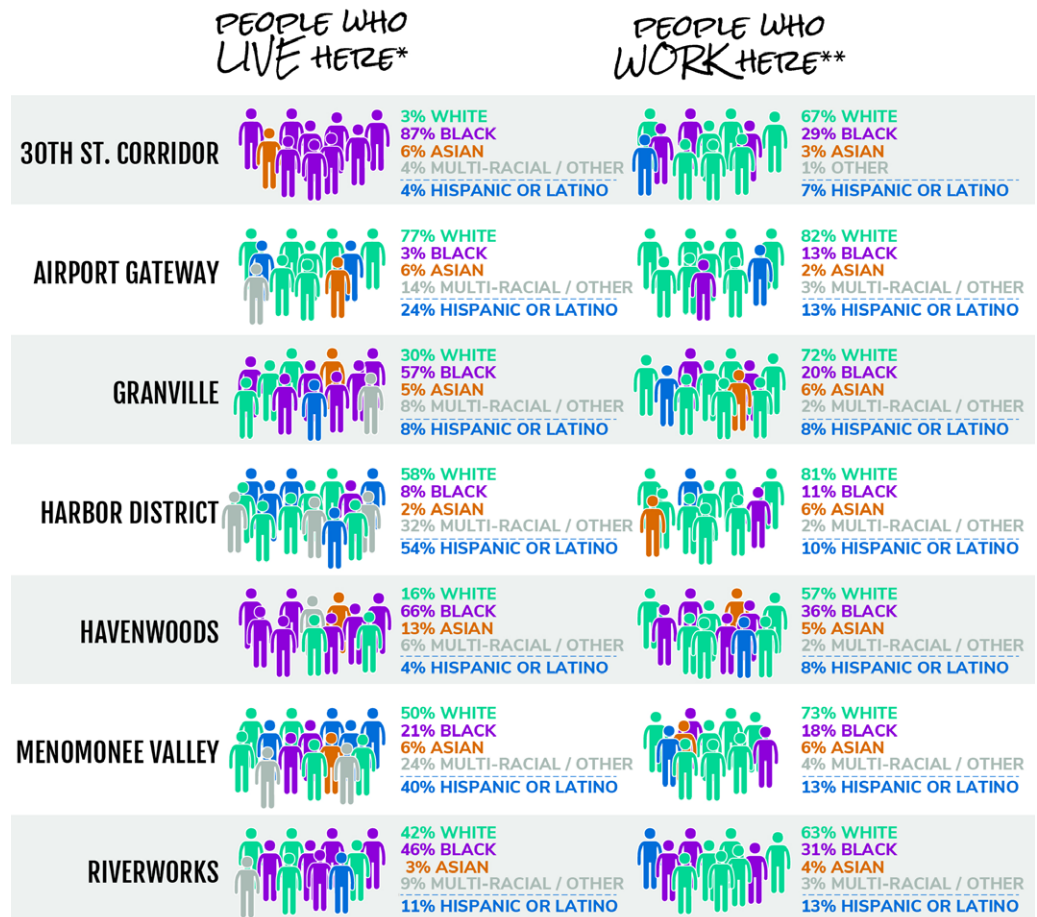 PEOPLE WHO
LIVE HERE*
PEOPLE WHO
WORK HERE**
30TH ST. CORRIDOR
3% WHITE
87% BLACK
6% ASIAN
4% MULTI-RACIAL / OTHER
4% HISPANIC OR LATINO
67% WHITE
29% BLACK
3% ASIAN
1% OTHER
7% HISPANIC OR LATINO
AIRPORT GATEWAY
77% WHITE
3% BLACK
6% ASIAN
14% MULTI-RACIAL / OTHER
24% HISPANIC OR LATINO
82% WHITE
13% BLACK
2% ASIAN
3% MULTI-RACIAL / OTHER
13% HISPANIC OR LATINO
GRANVILLE
30% WHITE
57% BLACK
5% ASIAN
8% MULTI-RACIAL / OTHER
8% HISPANIC OR LATINO
72% WHITE
20% BLACK
6% ASIAN
2% MULTI-RACIAL / OTHER
8% HISPANIC OR LATINO
HARBOR DISTRICT
58% WHITE
8% BLACK
2% ASIAN
32% MULTI-RACIAL / OTHER
54% HISPANIC OR LATINO
81% WHITE
11% BLACK
6% ASIAN
2% MULTI-RACIAL / OTHER
10% HISPANIC OR LATINO
HAVENWOODS
16% WHITE
66% BLACK
13% ASIAN
6% MULTI-RACIAL / OTHER
4% HISPANIC OR LATINO
57% WHITE
36% BLACK
5% ASIAN
2% MULTI-RACIAL / OTHER
8% HISPANIC OR LATINO
MENOMONEE VALLEY
50% WHITE
21% BLACK
6% ASIAN
24% MULTI-RACIAL / OTHER
40% HISPANIC OR LATINO
73% WHITE
18% BLACK
6% ASIAN
4% MULTI-RACIAL / OTHER
13% HISPANIC OR LATINO
RIVERWORKS
42% WHITE
46% BLACK
3% ASIAN
9% MULTI-RACIAL / OTHER
11% HISPANIC OR LATINO
63% WHITE
31% BLACK
4% ASIAN
3% MULTI-RACIAL / OTHER
13% HISPANIC OR LATINO